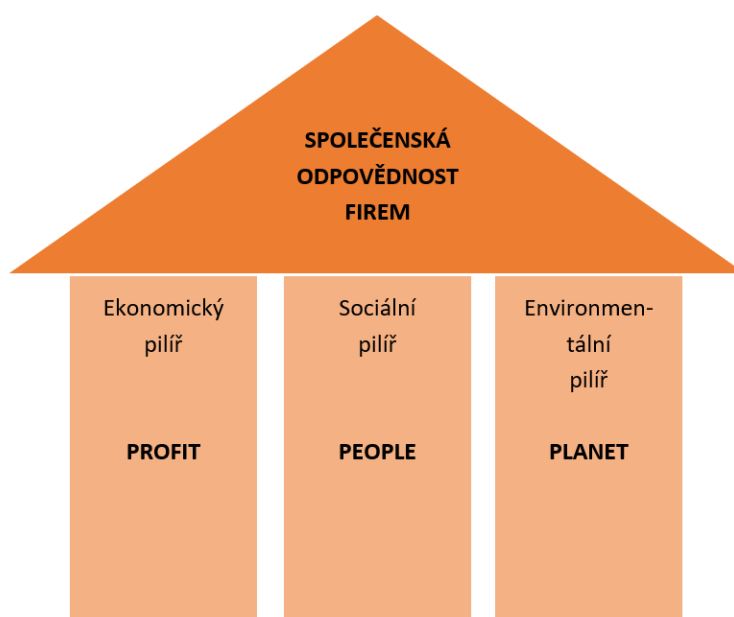 SPOLEČENSKÁ
ODPOVĚDNOST
FIREM
Ekonomický
pilíř
PROFIT
Sociální
pilíř
PEOPLE
Environmen-
tální
pilíř
PLANET